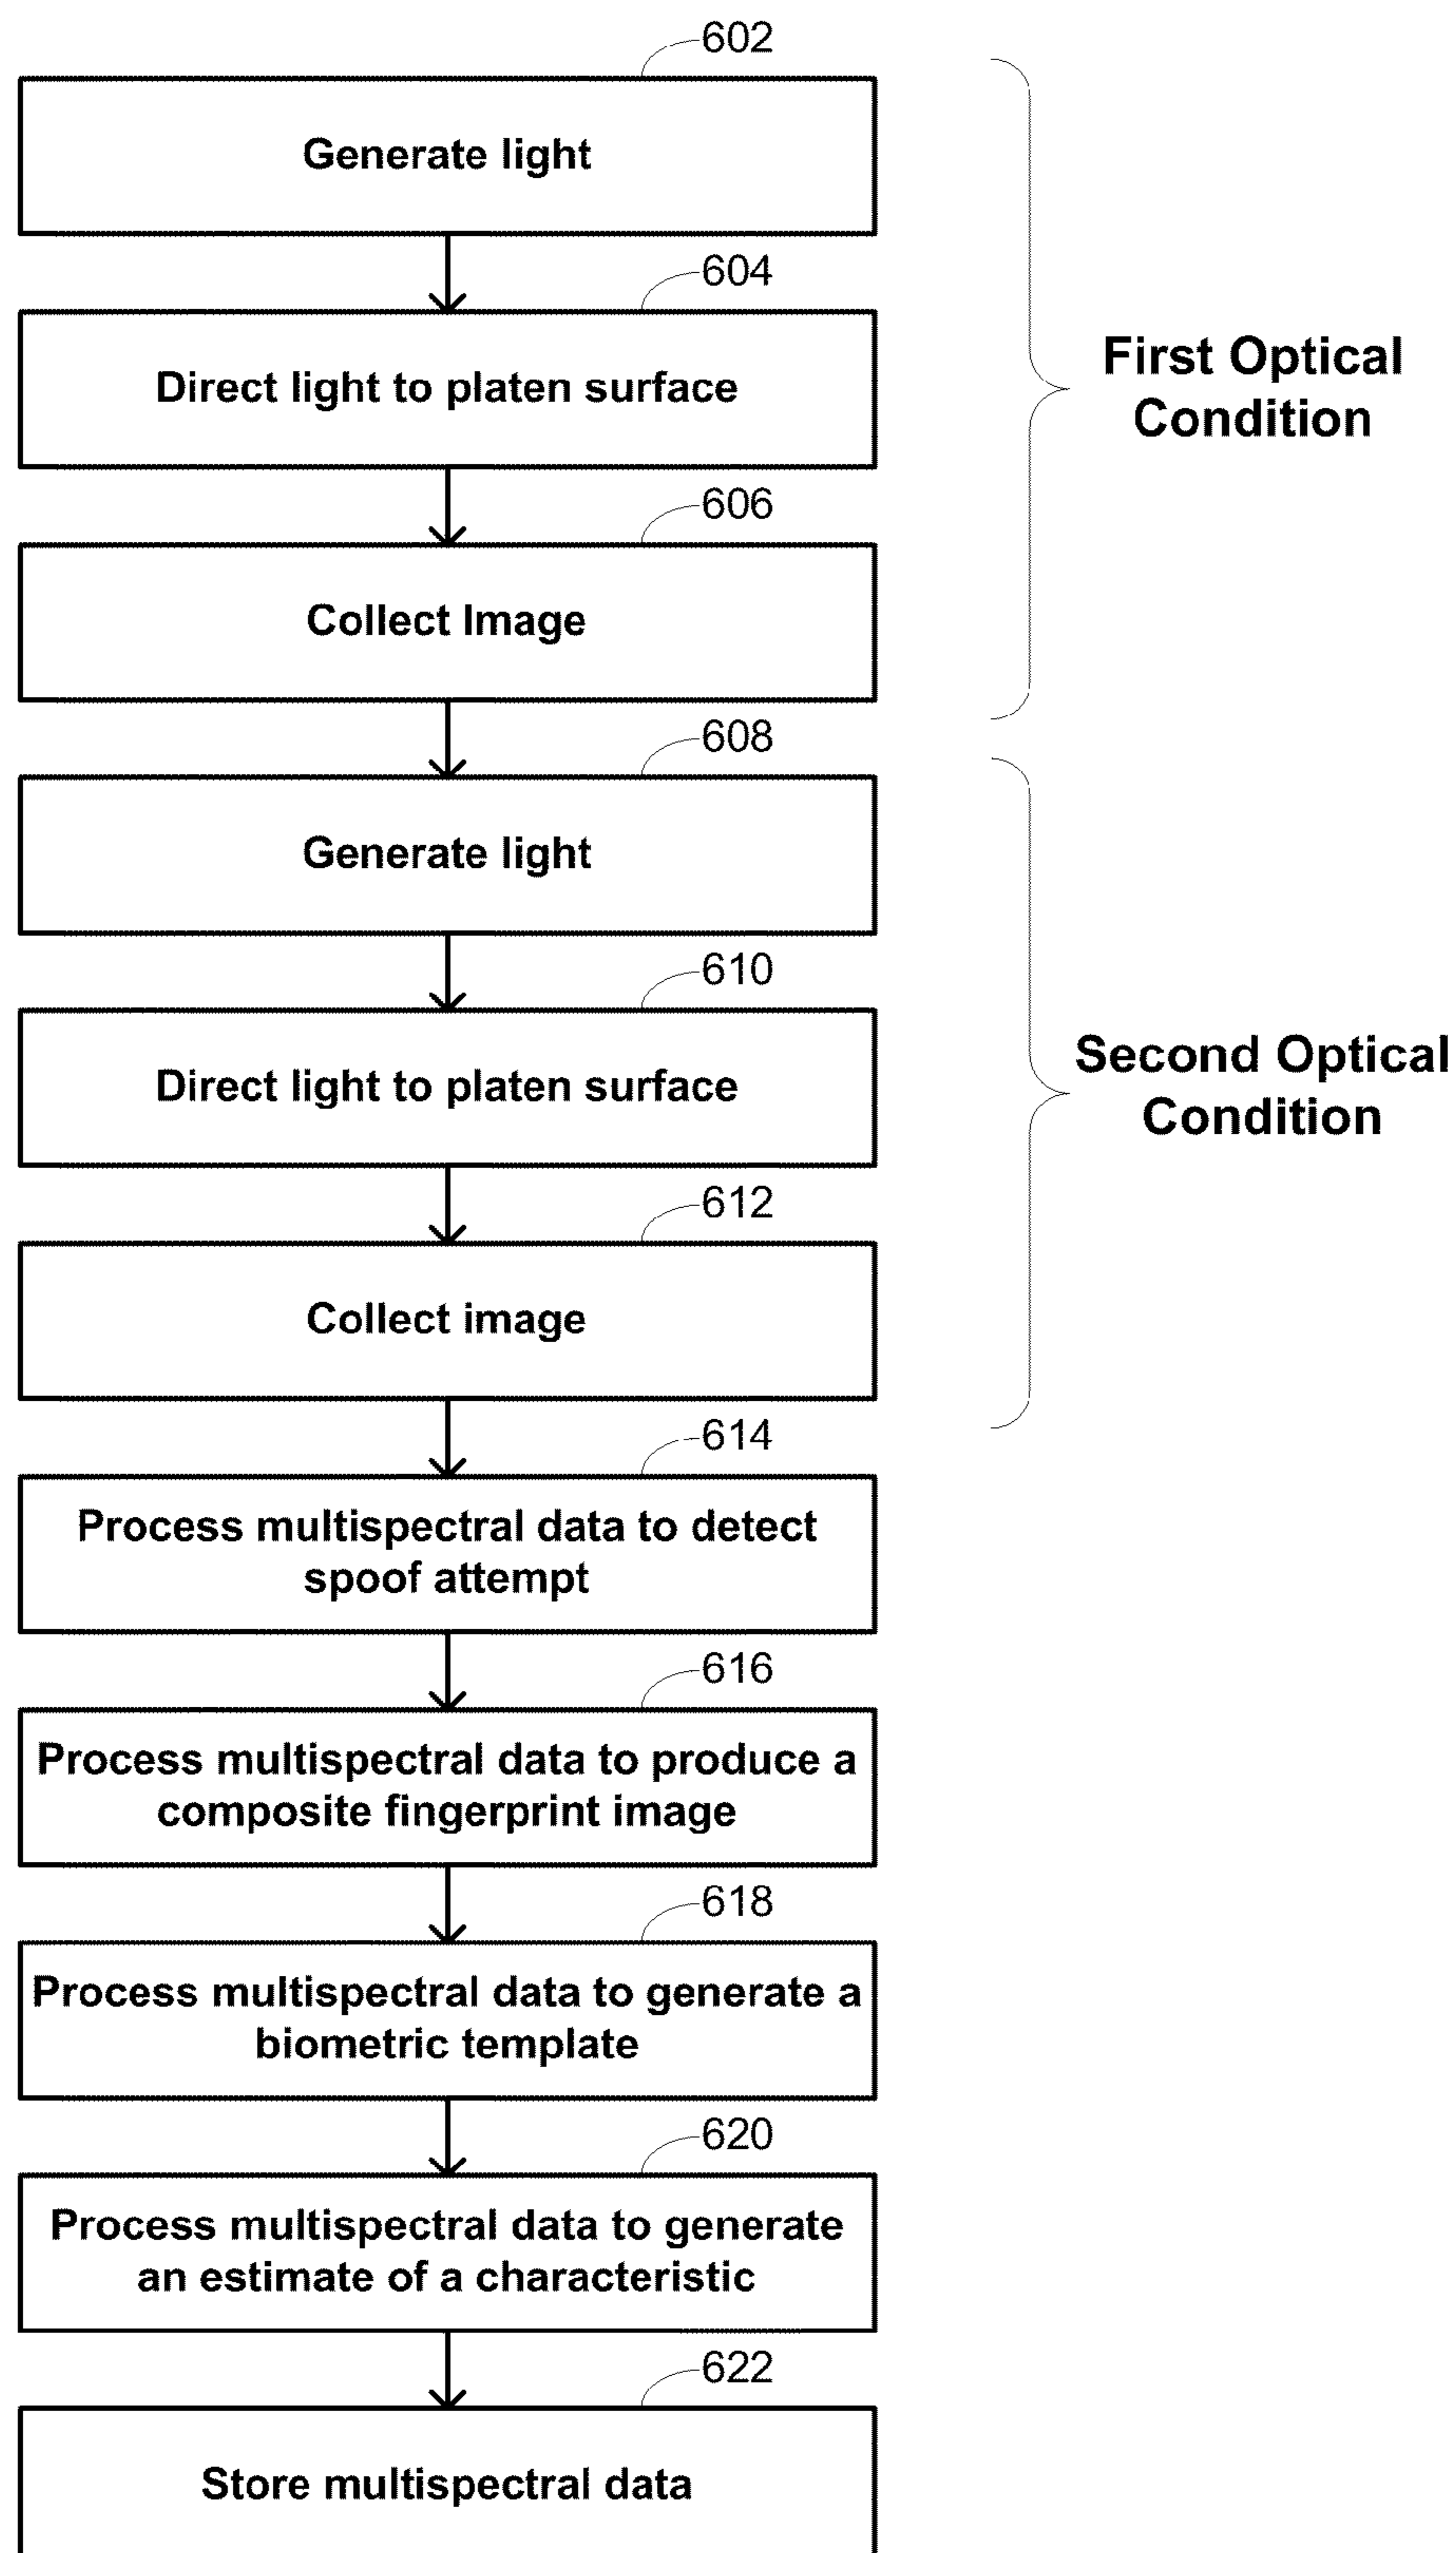 602
Generate light
604
Direct light to platen surface
606
Collect Image
First Optical
Condition
608
Generate light
610
Direct light to platen surface
612
Collect image
Second Optical
Condition
614
Process multispectral data to detect
spoof attempt
616
Process multispectral data to produce a
composite fingerprint image
618
Process multispectral data to generate a
biometric template
620
Process multispectral data to generate
an estimate of a characteristic
622
Store multispectral data